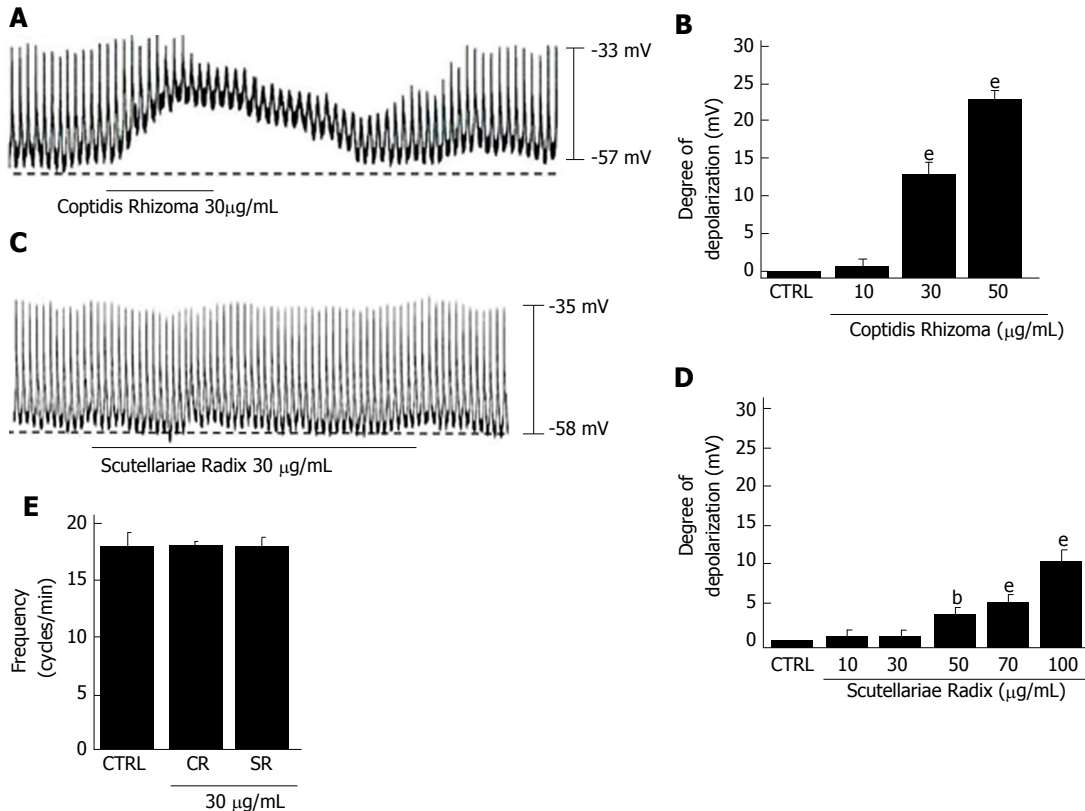 A
-33 mV
-57 mV
Coptidis Rhizoma 30µg/mL
B
Degree of
depolarization (mV)
30
25
20
15
10
5
0
e
e
CTRL 10 30 50
Coptidis Rhizoma (µg/mL)
C
-35 mV
-58 mV
Scutellariae Radix 30 µg/mL
D
Degree of
depolarization (mV)
30
25
20
15
10
5
0
b
e
e
CTRL 10 30 50 70 100
Scutellariae Radix (µg/mL)
E
Frequency
(cycles/min)
20
15
10
5
0
CTRL CR SR
30 µg/mL